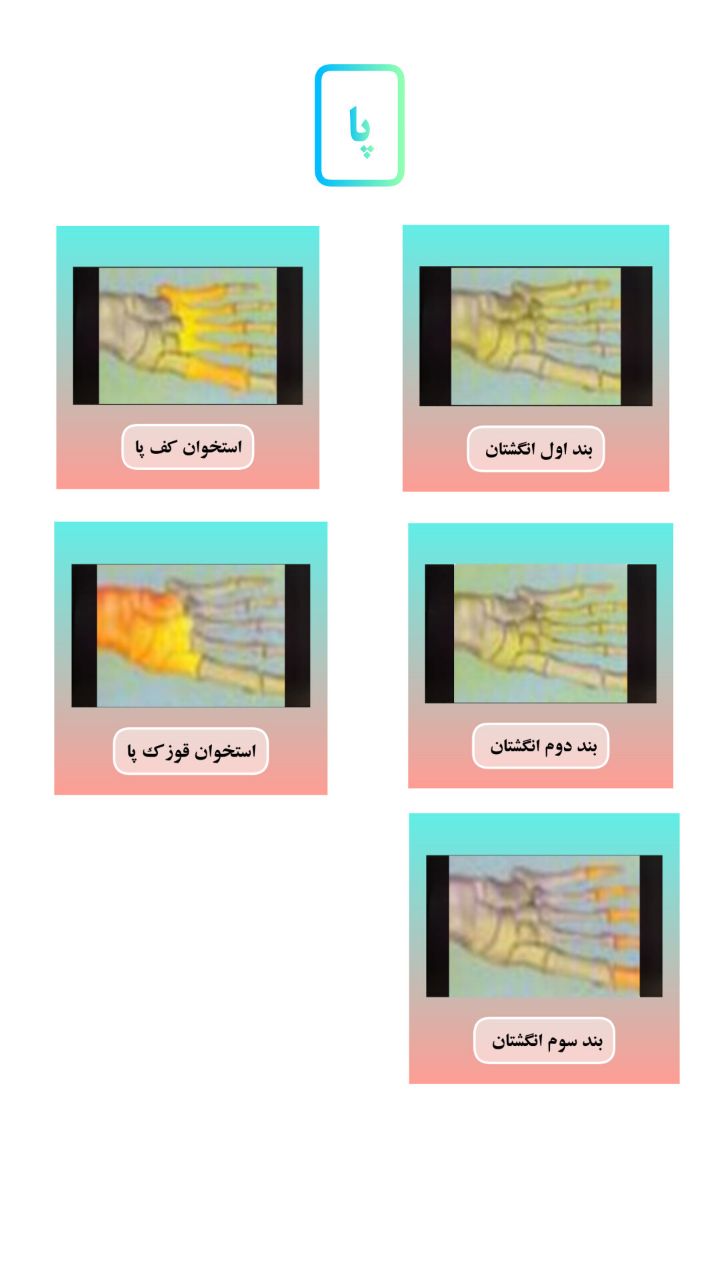 پا
بند اول انگشتان
استخوان کف پا
بند دوم انگشتان
استخوان قوزک پا
بند سوم انگشتان